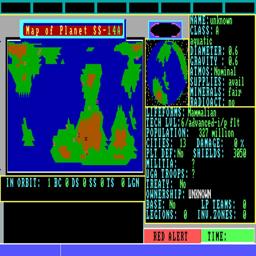 Map of Planet SS-14A
NAME:unknown
CLASS: A
aquatic
DIAMETER: 0.6
GRAVITY : 0.6
ATMOS:Nominal
SUPPLIES: avail
MINERALS: fair
RADIOACT: no
LIFEFORMS: Mammalian
TECH LVL:6/advanced-i/p flt
POPULATION: 327 million
CITIES: 13 DAMAGE: 0%
PLT DEF:No SHIELDS: 3050
MILITIA: ?
UGA TROOPS: ?
TREATY: No
OWNERSHIP: UNKNOWN
BASE: No LP TEAMS: 0
LEGIONS: 0 INV.ZONES: 0
IN ORBIT: 1 BC 0 DS 0 SS 0 TS 0 LGN
RED ALERT
TIME: